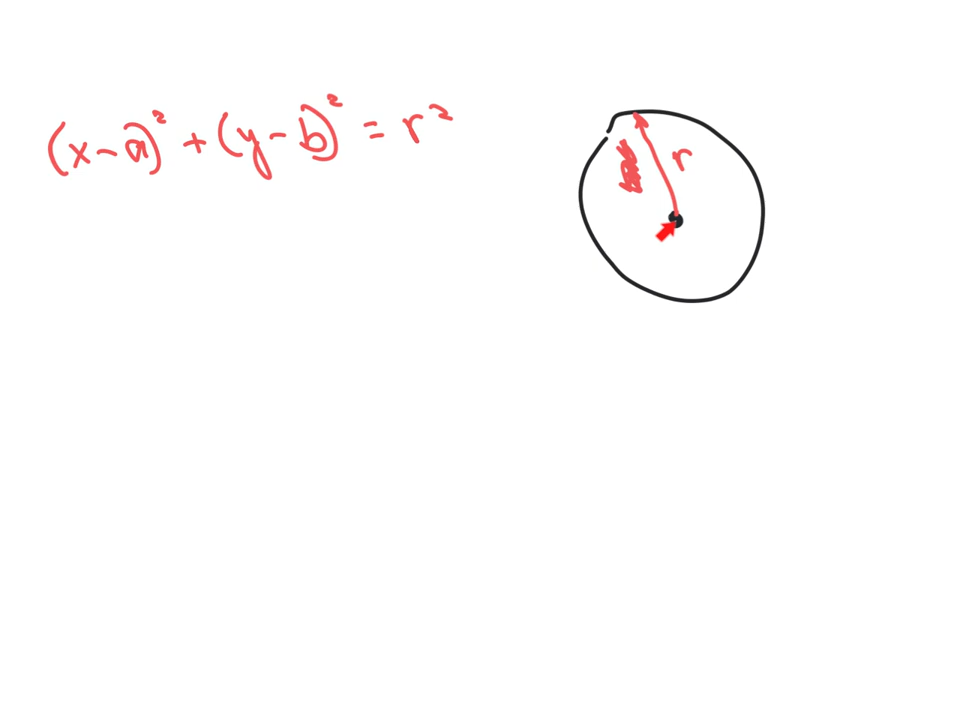 (x-a)² + (y-b)² = r²
r